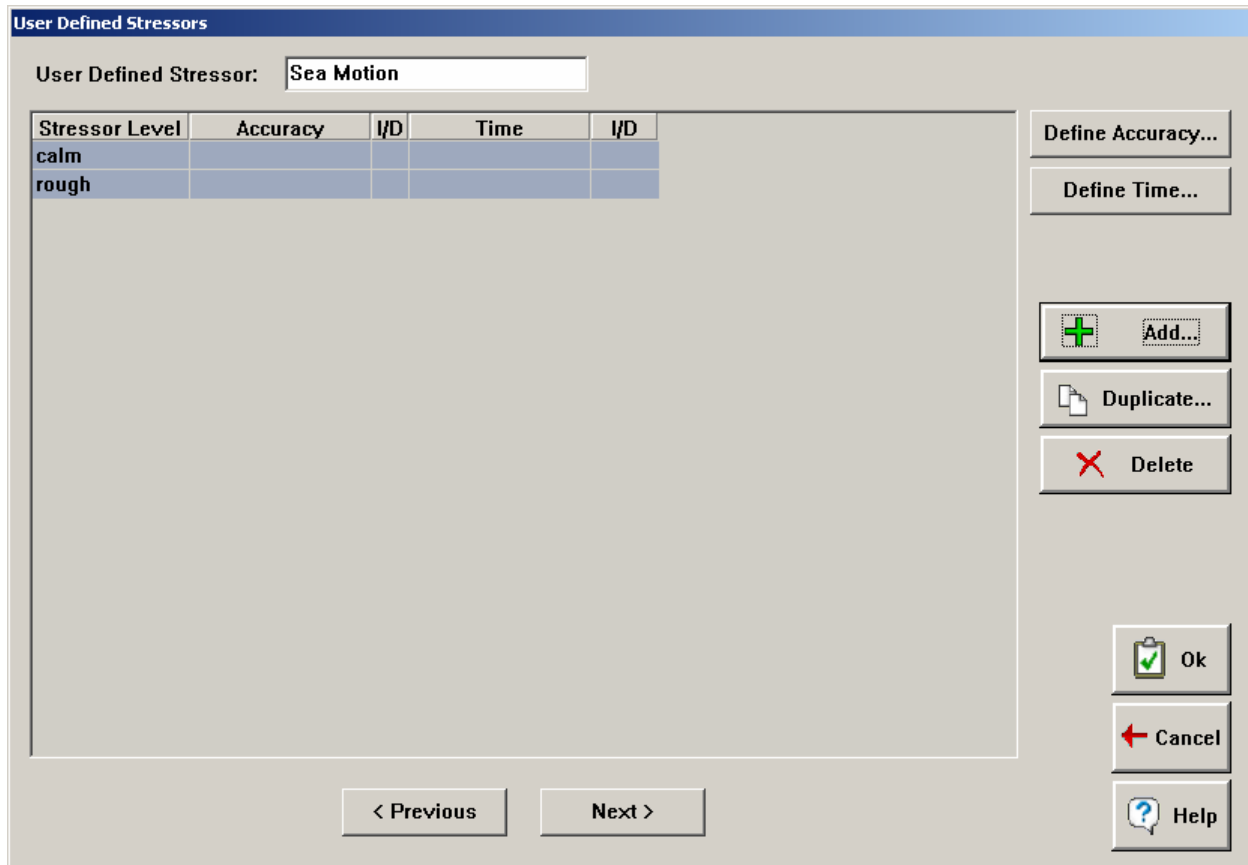 User Defined Stressors
User Defined Stressor: Sea Motion
Stressor Level Accuracy I/D Time I/D
calm
rough
Define Accuracy...
Define Time...
Add...
Duplicate...
Delete
Ok
Cancel
Help
< Previous Next >